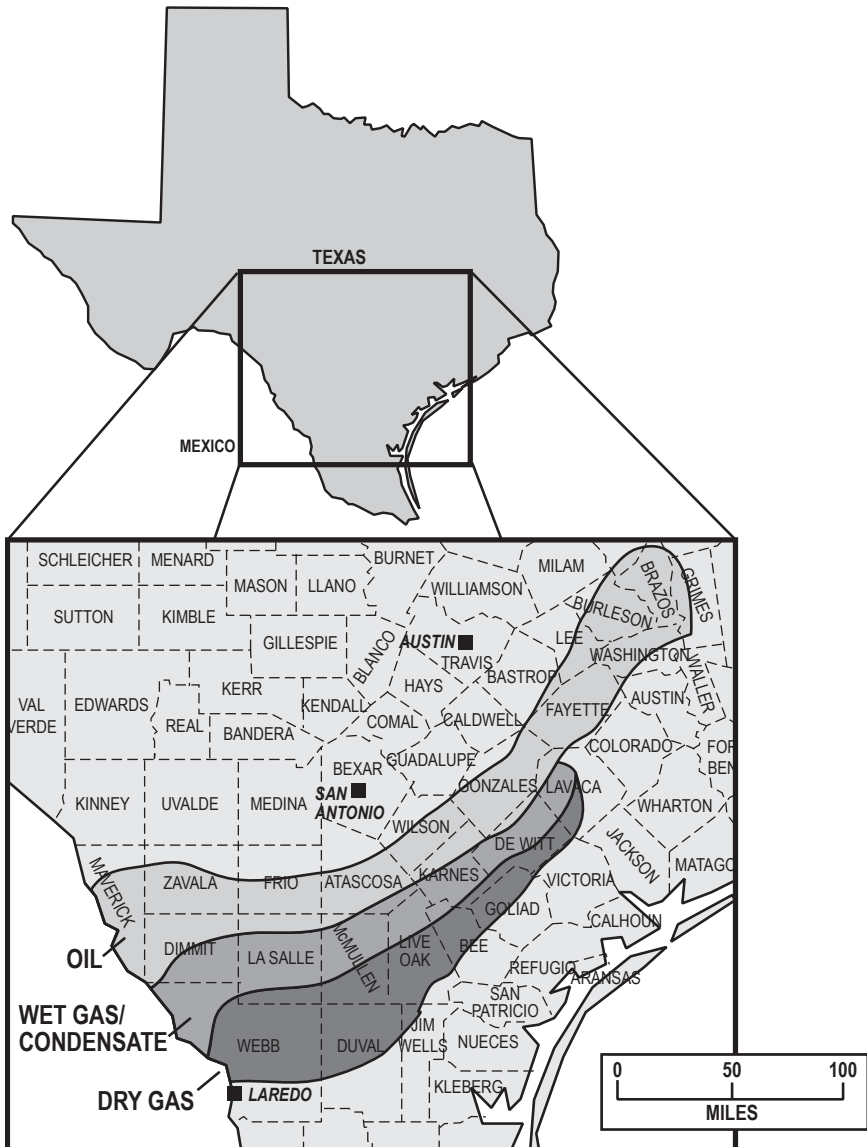 TEXAS
MEXICO
SCHLEICHER
MENARD
MASON
LLANO
BURNET
WILLIAMSON
MILAM
BRAZOS
GRIMES
SUTTON
KIMBLE
GILLESPIE
BLANCO
AUSTIN
TRAVIS
LEE
BURLESON
WASHINGTON
WALLER
VAL
VERDE
EDWARDS
REAL
KERR
BANDERA
KENDALL
HAYS
COMAL
CALDWELL
BASTROP
FAYETTE
AUSTIN
COLORADO
FOR
BEN
KINNEY
UVALDE
MEDINA
BEXAR
SAN
ANTONIO
GUADALUPE
GONZALES
LAVACA
WHARTON
WILSON
DE WITT
JACKSON
MATAGO
MAVERICK
ZAVALA
FRIO
ATASCOSA
KARNES
VICTORIA
GOLIAD
CALHOUN
DIMMIT
LA SALLE
McMULLEN
LIVE
OAK
BEE
REFUGIO
ARANSAS
SAN
PATRICIO
OIL
WET GAS/
CONDENSATE
WEBB
DUVAL
JIM
WELLS
NUECES
KLEBERG
DRY GAS
LAREDO
0 50 100
MILES